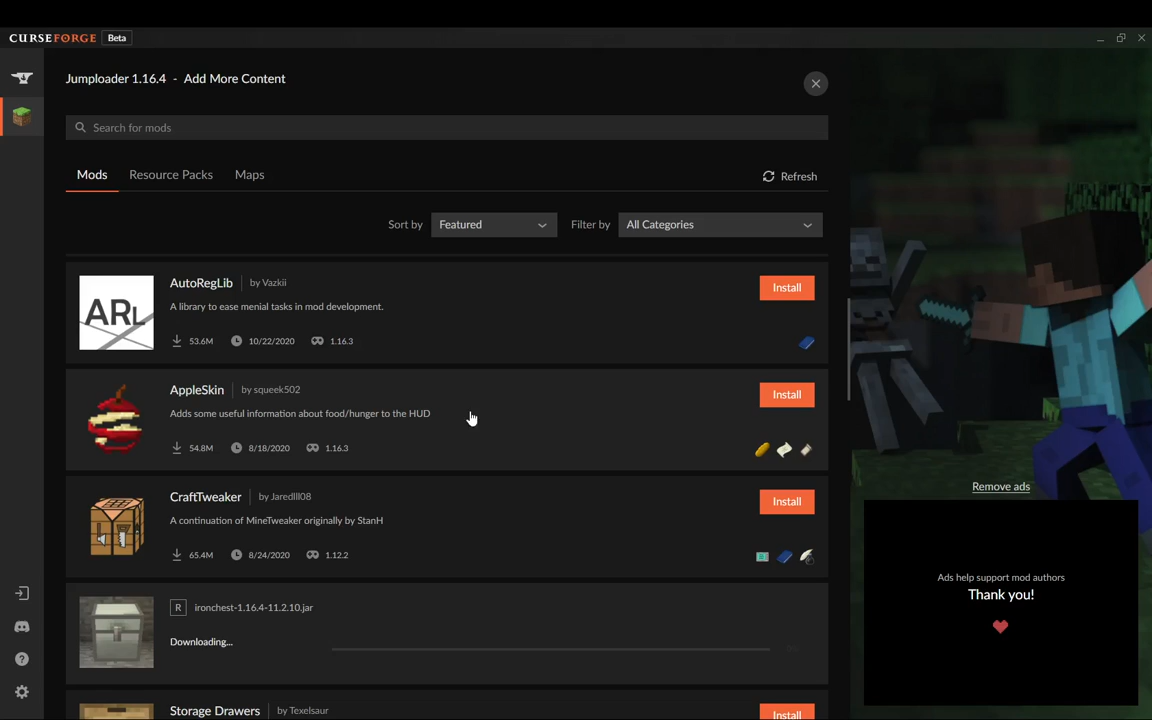 CURSEFORGE Beta
Jumploader 1.16.4 - Add More Content
Search for mods
Mods Resource Packs Maps
Refresh
Sort by Featured Filter by All Categories
ARL
AutoRegLib by Vazkii
Install
A library to ease menial tasks in mod development.
53.6M 10/22/2020 1.16.3
AppleSkin by squeek502
Install
Adds some useful information about food/hunger to the HUD
54.8M 8/18/2020 1.16.3
CraftTweaker by Jaredlll08
Install
A continuation of MineTweaker originally by StanH
65.4M 8/24/2020 1.12.2
R ironchest-1.16.4-11.2.10.jar
Downloading...
Storage Drawers by Texelsaur
Install
Remove ads
Ads help support mod authors
Thank you!